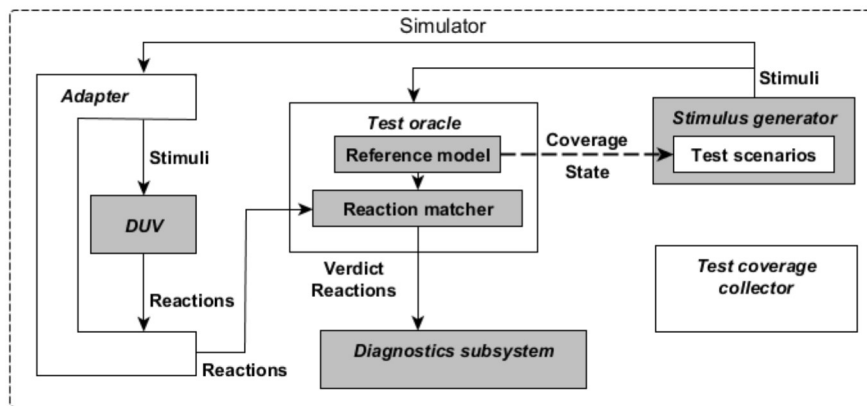 Simulator
Adapter
Stimuli
Test oracle
Stimulus generator
Reference model
Coverage
State
Test scenarios
Stimuli
Reaction matcher
DUV
Verdict
Reactions
Test coverage
collector
Reactions
Diagnostics subsystem
Reactions